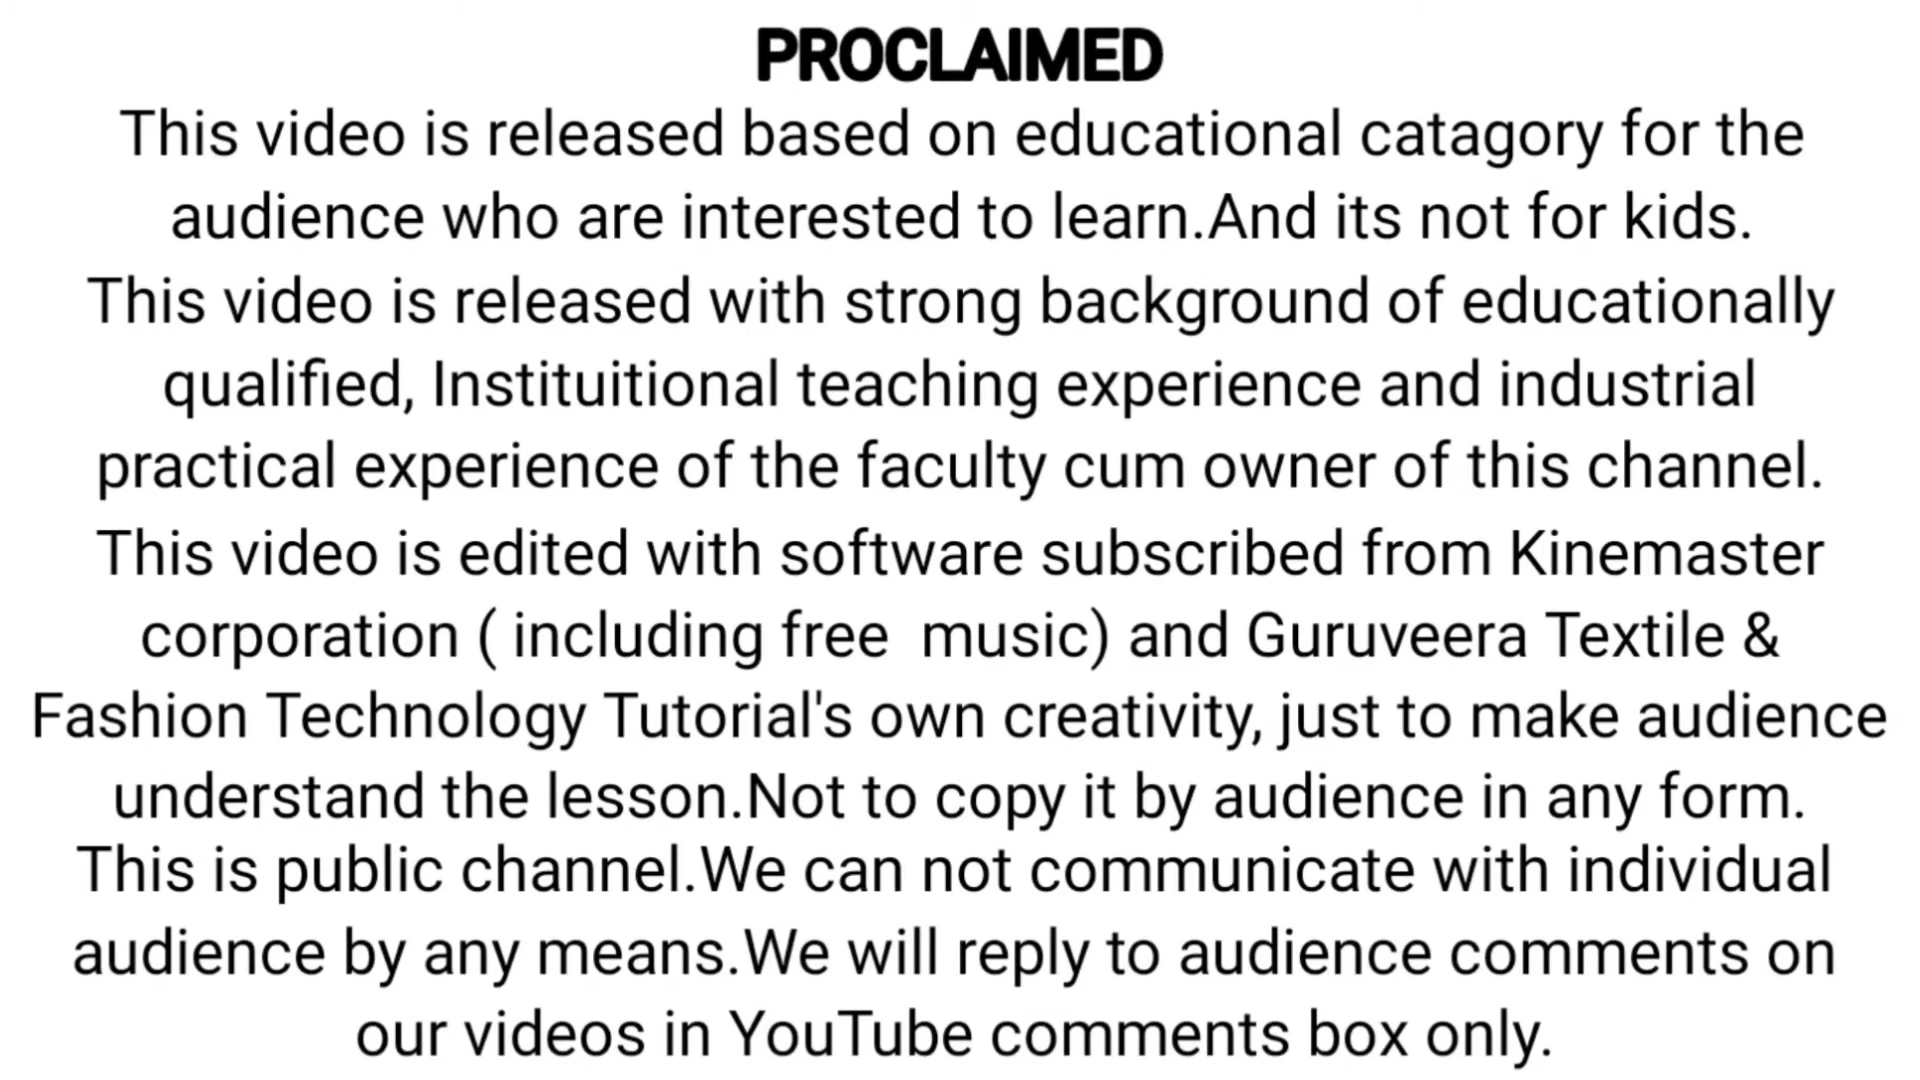 PROCLAIMED
This video is released based on educational catagory for the
audience who are interested to learn.And its not for kids.
This video is released with strong background of educationally
qualified, Instituitional teaching experience and industrial
practical experience of the faculty cum owner of this channel.
This video is edited with software subscribed from Kinemaster
corporation ( including free  music) and Guruveera Textile &
Fashion Technology Tutorial's own creativity, just to make audience
understand the lesson.Not to copy it by audience in any form.
This is public channel.We can not communicate with individual
audience by any means.We will reply to audience comments on
our videos in YouTube comments box only.